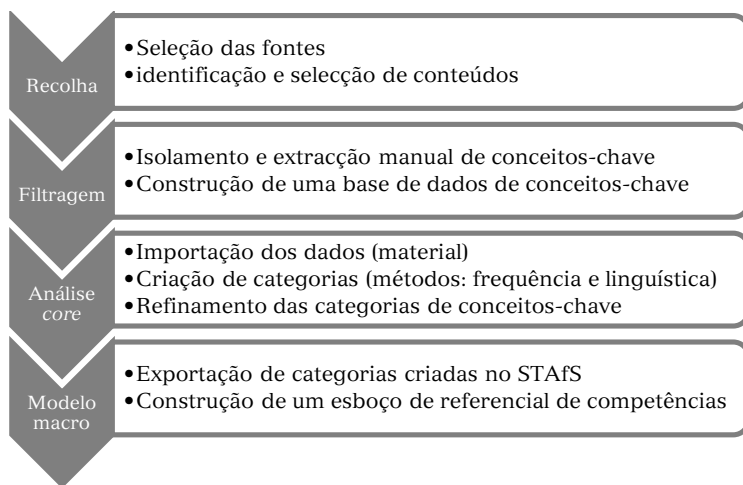 Recolha
•Seleção das fontes
•identificação e selecção de conteúdos
Filtragem
•Isolamento e extracção manual de conceitos-chave
•Construção de uma base de dados de conceitos-chave
Análise
core
•Importação dos dados (material)
•Criação de categorias (métodos: frequência e linguística)
•Refinamento das categorias de conceitos-chave
Modelo
macro
•Exportação de categorias criadas no STAfS
•Construção de um esboço de referencial de competências